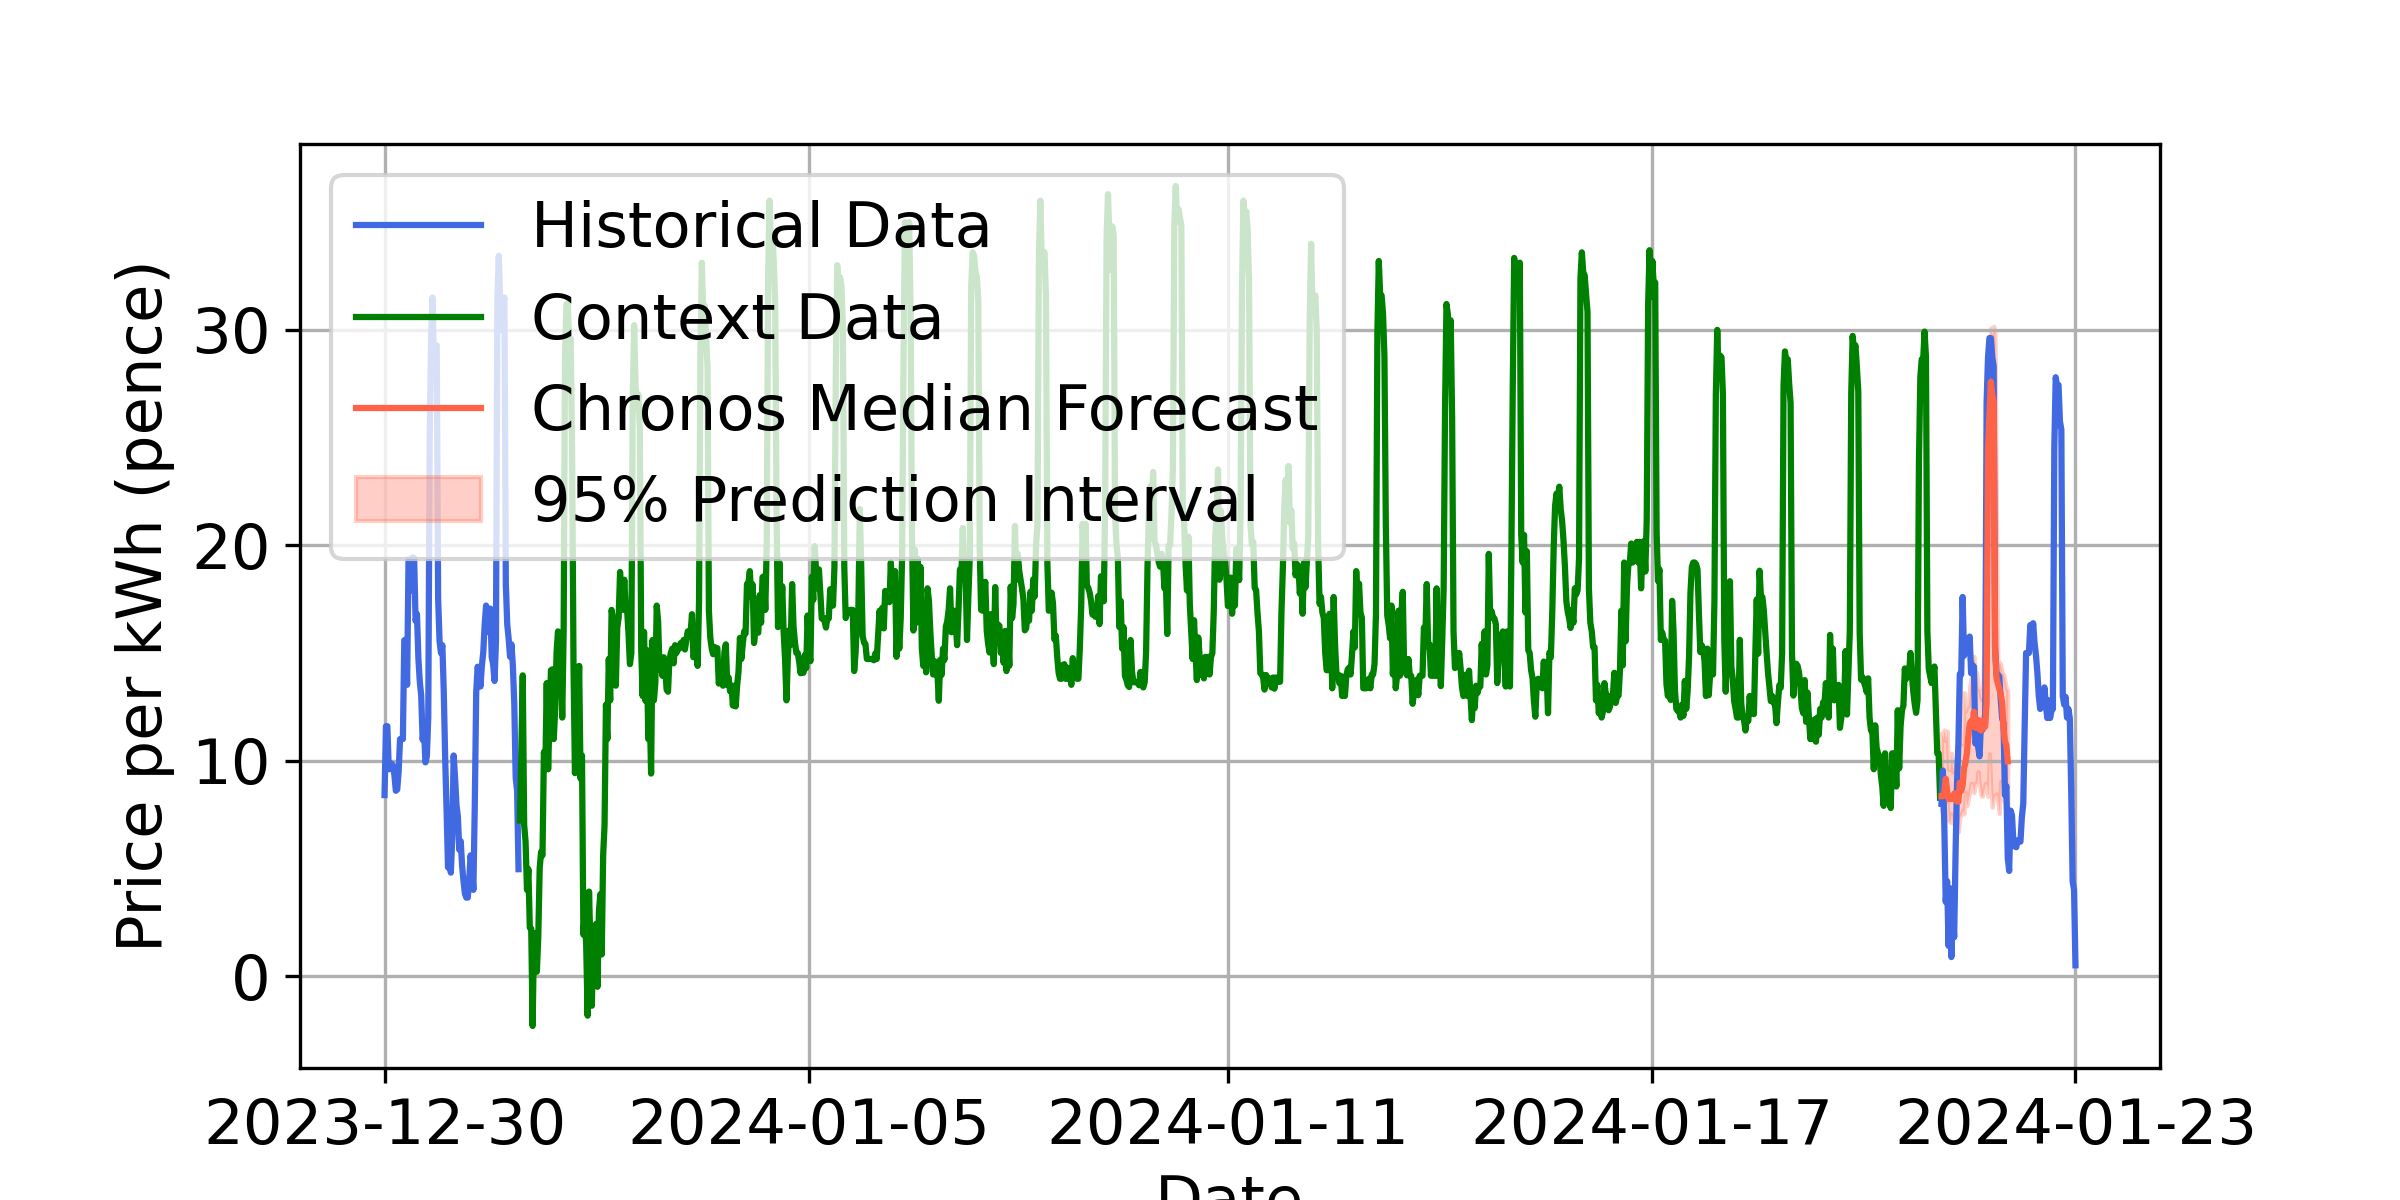 Historical Data
Context Data
Chronos Median Forecast
95% Prediction Interval
Price per kWh (pence)
30
20
10
0
2023-12-30 2024-01-05 2024-01-11 2024-01-17 2024-01-23
Date